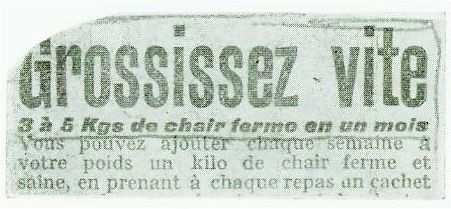 Grossissez vite
3 à 5 Kgs de chair ferme en un mois
Vous pouvez ajouter chaque semaine à
votre poids un kilo de chair ferme et
saine, en prenant à chaque repas un cachet